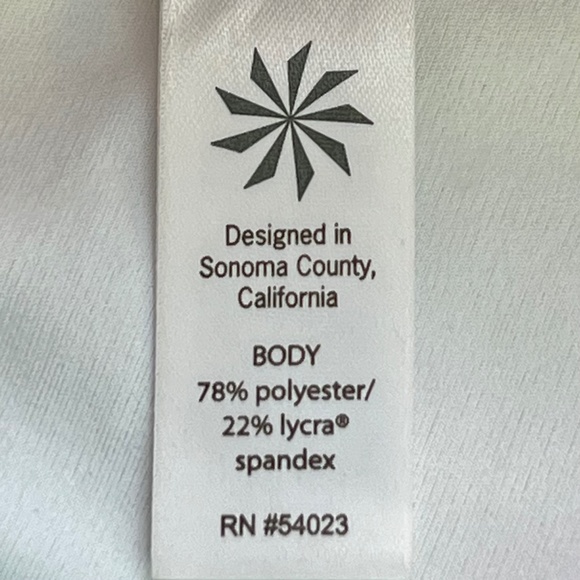 Designed in
Sonoma County,
California
BODY
78% polyester/
22% lycra®
spandex
RN #54023